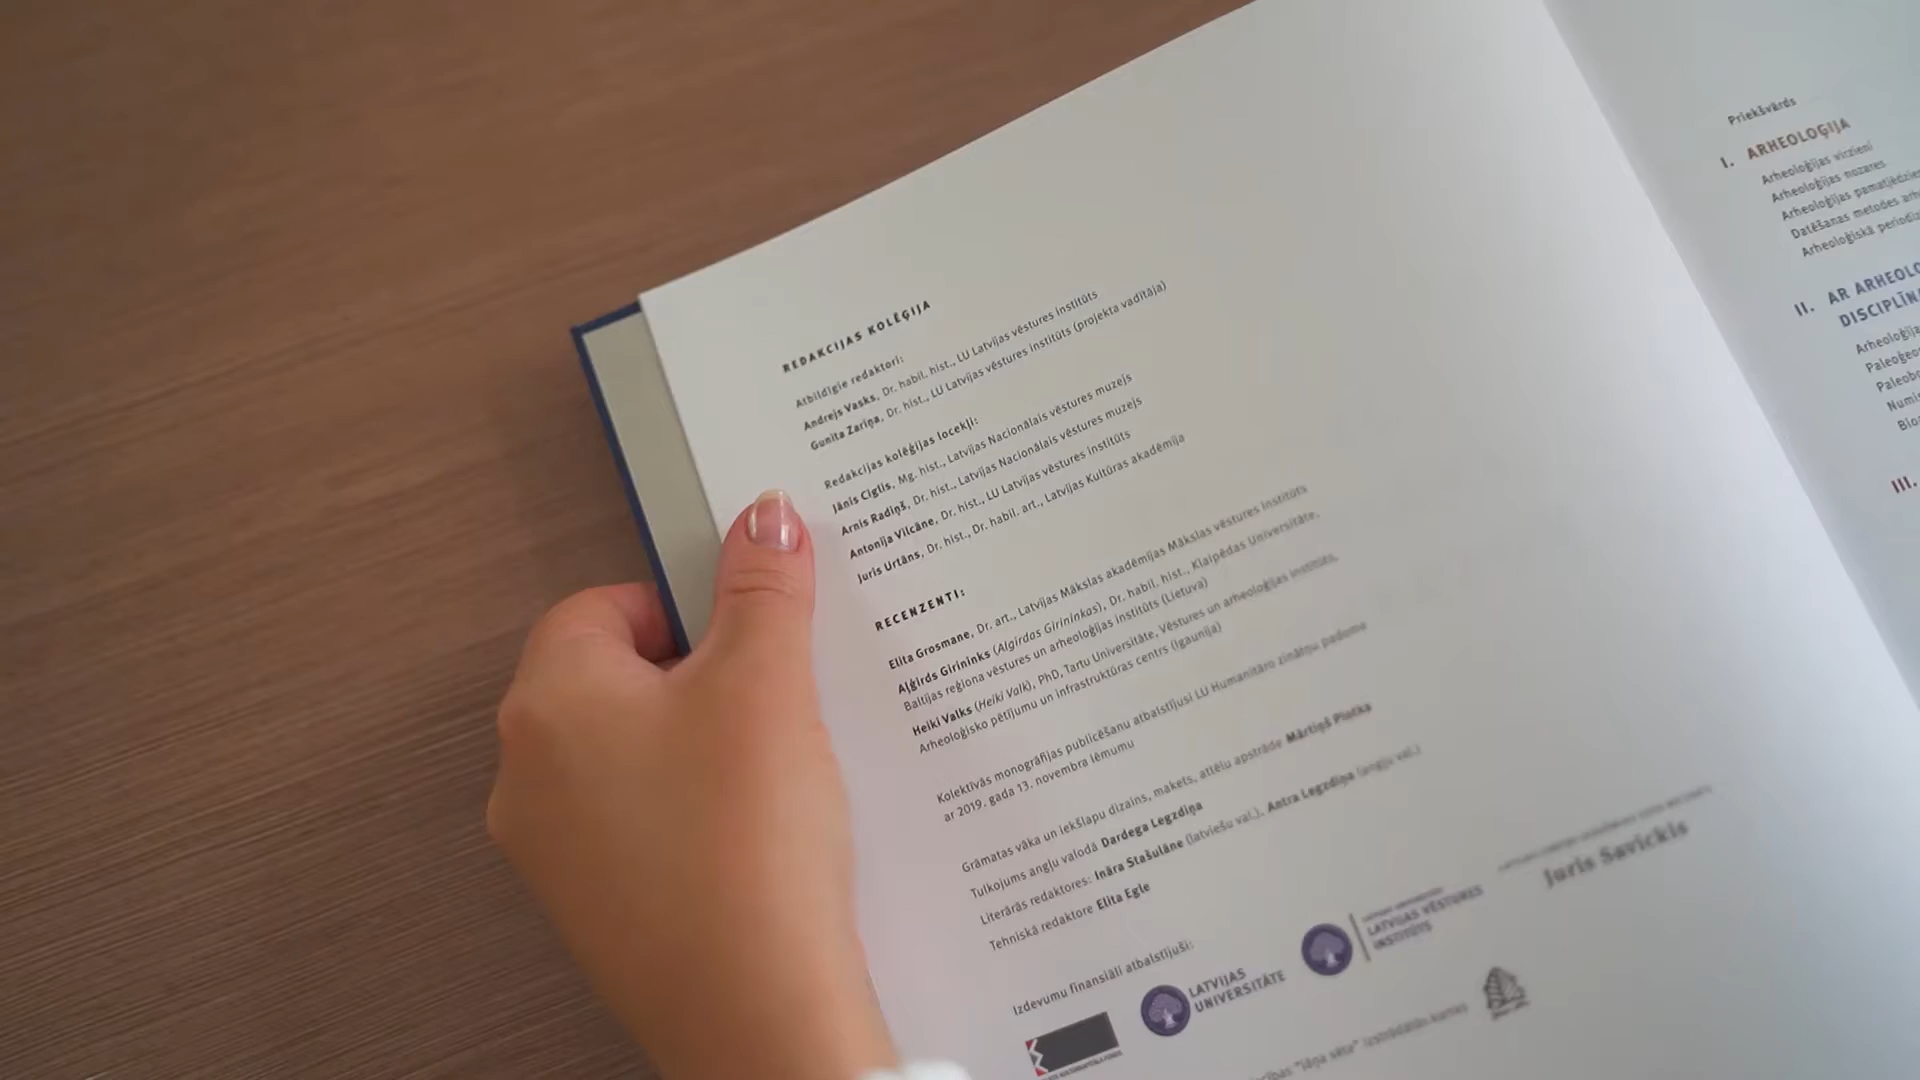 REDAKCIJAS KOLĒĢIJA
Atbildīgie redaktori:
Andrejs Vasks, Dr. habil. hist., LU Latvijas vēstures institūts
Gunita Zariņa, Dr. hist., LU Latvijas vēstures institūts (projekta vadītāja)
Redakcijas kolēģijas locekļi:
Jānis Ciglis, Mg. hist., Latvijas Nacionālais vēstures muzejs
Arnis Radiņš, Dr. hist., Latvijas Nacionālais vēstures muzejs
Antonija Vilcāne, Dr. hist., LU Latvijas vēstures institūts
Juris Urtāns, Dr. hist., Dr. habil. art., Latvijas Kultūras akadēmija
RECENZENTI:
Elita Grosmane, Dr. art., Latvijas Mākslas akadēmijas Mākslas vēstures institūts
Aļģirds Girininks (Algirdas Girininkas), Dr. habil. hist., Klaipēdas Universitāte,
Baltijas reģiona vēstures un arheoloģijas institūts (Lietuva)
Heiki Valks (Heiki Valk), PhD, Tartu Universitāte, Vēstures un arheoloģijas institūts,
Arheoloģisko pētījumu un infrastruktūras centrs (Igaunija)
Kolektīvās monogrāfijas publicēšanu atbalstījusi LU Humanitāro zinātņu padome
ar 2019. gada 13. novembra lēmumu
Grāmatas vāka un iekšlapu dizains, makets, attēlu apstrāde Mārtiņš Plotka
Tulkojums angļu valodā Dardega Legzdiņa
Literārās redaktores: Ināra Stašulāne (latviešu val.), Antra Legzdiņa (angļu val.)
Tehniskā redaktore Elita Egle
Izdevumu finansiāli atbalstījuši:
LATVIJAS
UNIVERSITĀTE
LATVIJAS VĒSTURES
INSTITŪTS
Juris Savickis
"Tāņa sēta" izstrādātās kartes
Priekšvārds
I. ARHEOLOĢIJA
Arheoloģijas virzieni
Arheoloģijas nozares
Arheoloģijas
Datēšanas metodes
Arheoloģiskā
II. AR
DISCIPLĪN
III.